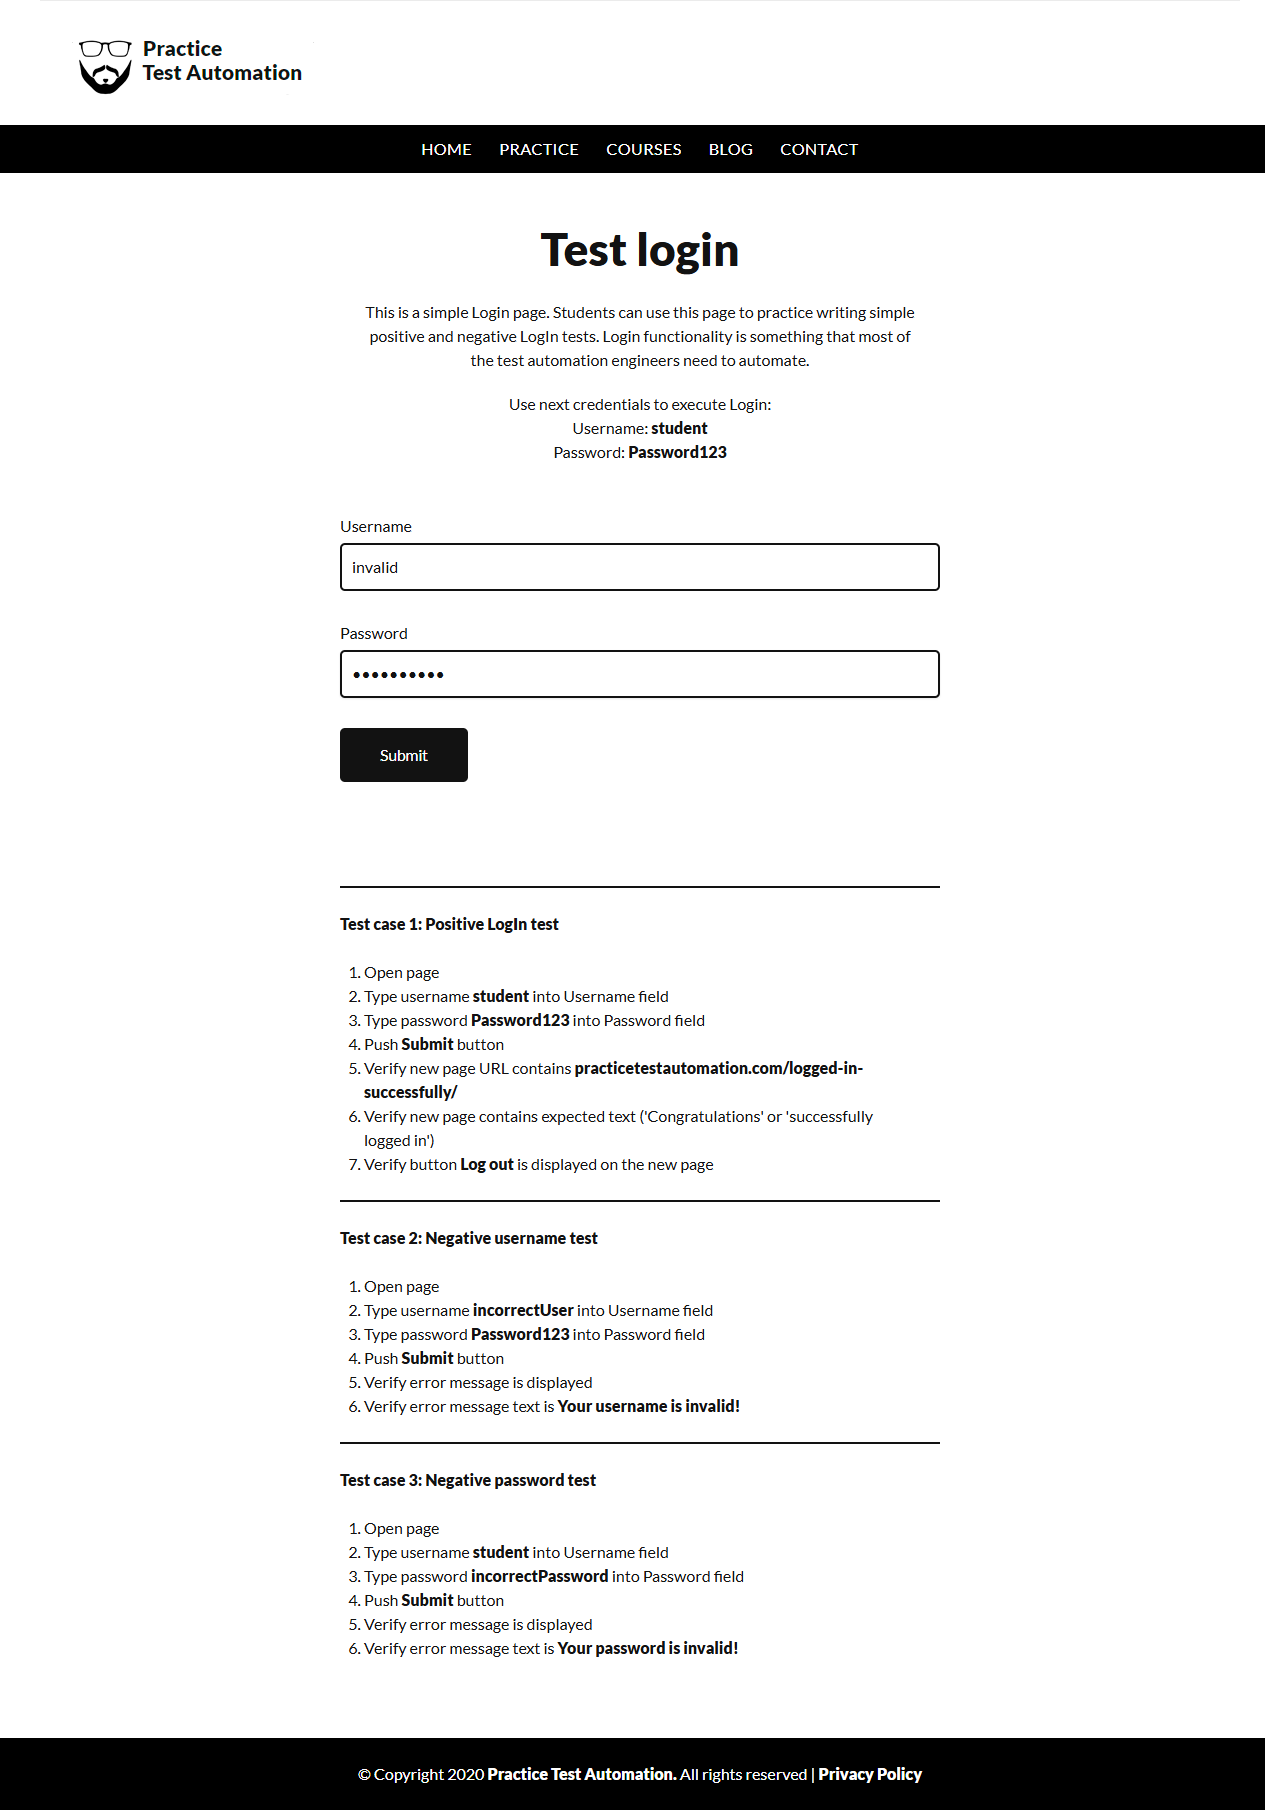 Practice
Test Automation
HOME PRACTICE COURSES BLOG CONTACT
Test login
This is a simple Login page. Students can use this page to practice writing simple
positive and negative LogIn tests. Login functionality is something that most of
the test automation engineers need to automate.
Use next credentials to execute Login:
Username: student
Password: Password123
Username
invalid
Password
••••••••••
Submit
Test case 1: Positive LogIn test
1. Open page
2. Type username student into Username field
3. Type password Password123 into Password field
4. Push Submit button
5. Verify new page URL contains practicetestautomation.com/logged-in-
successfully/
6. Verify new page contains expected text ('Congratulations' or 'successfully
logged in')
7. Verify button Log out is displayed on the new page
Test case 2: Negative username test
1. Open page
2. Type username incorrectUser into Username field
3. Type password Password123 into Password field
4. Push Submit button
5. Verify error message is displayed
6. Verify error message text is Your username is invalid!
Test case 3: Negative password test
1. Open page
2. Type username student into Username field
3. Type password incorrectPassword into Password field
4. Push Submit button
5. Verify error message is displayed
6. Verify error message text is Your password is invalid!
© Copyright 2020 Practice Test Automation. All rights reserved | Privacy Policy